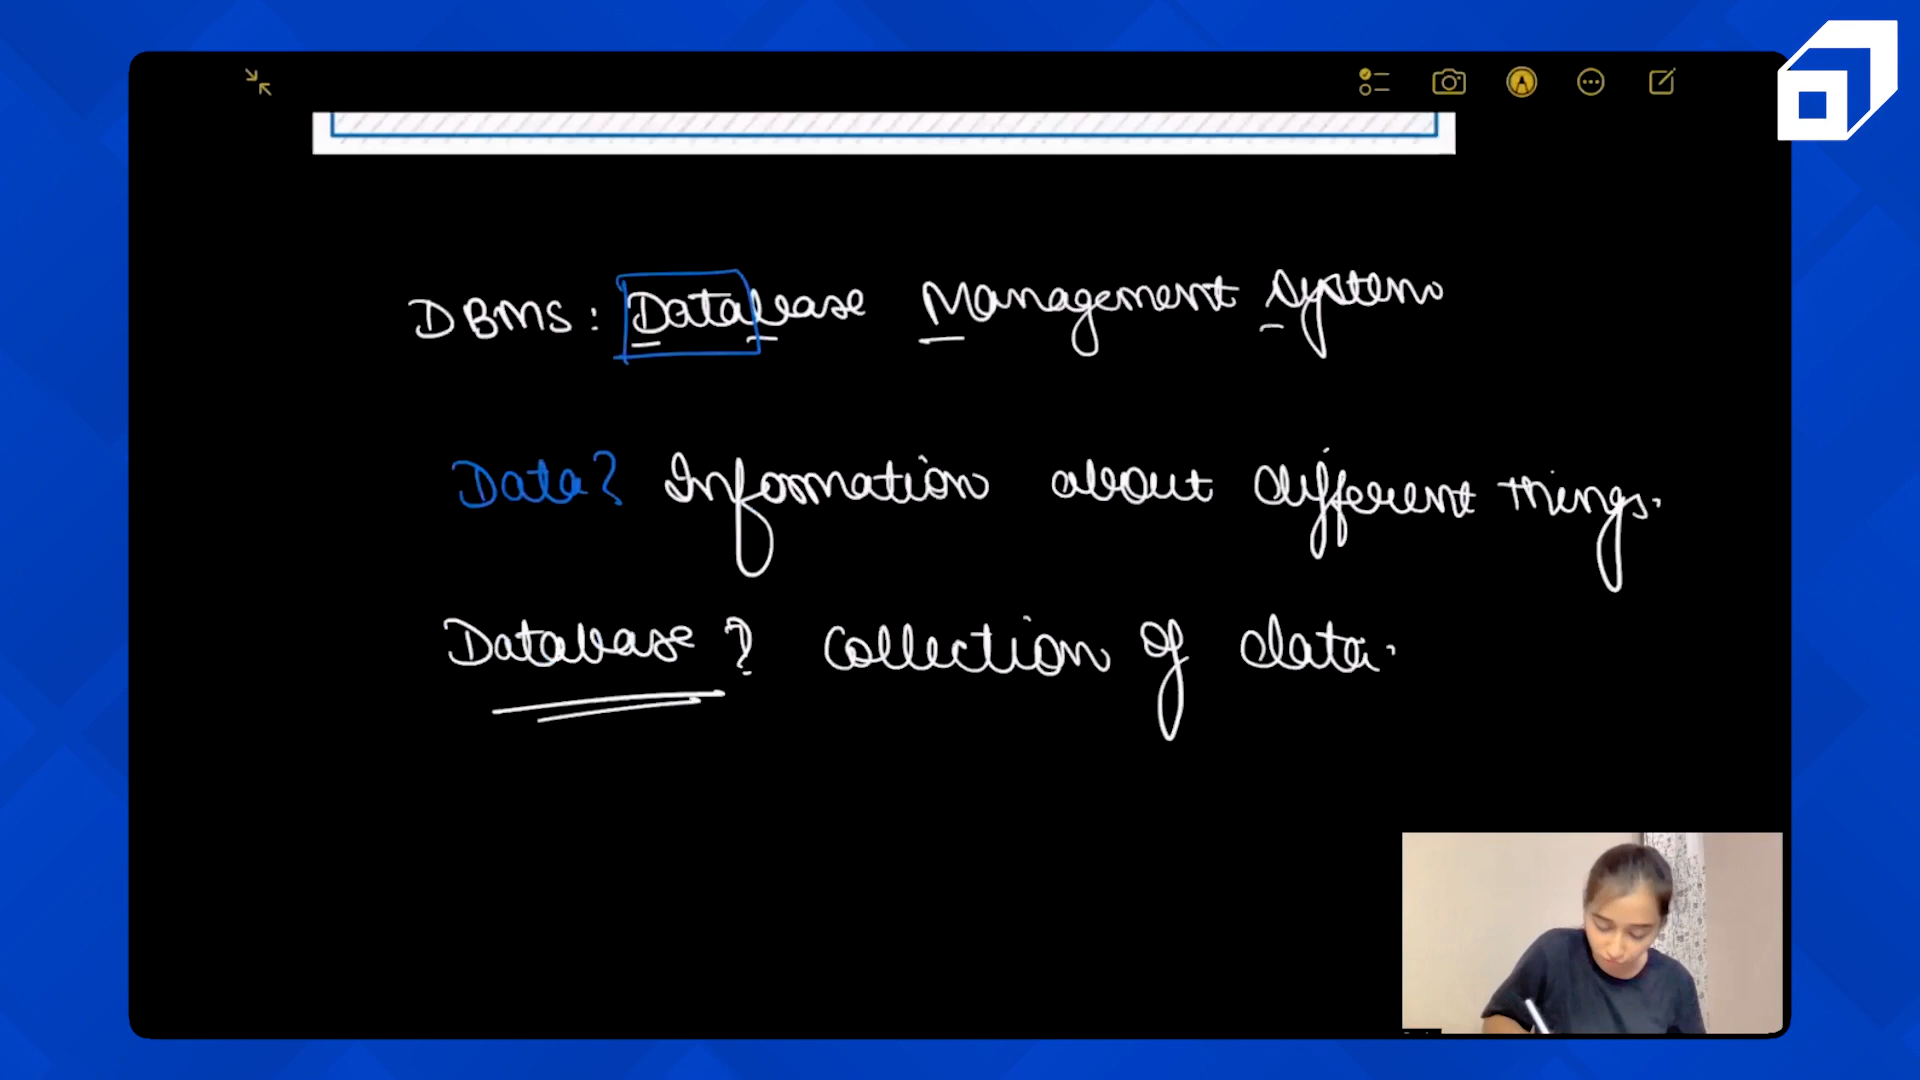 DBMS: Database Management System
Data? Information about different things.
Database? Collection of data.